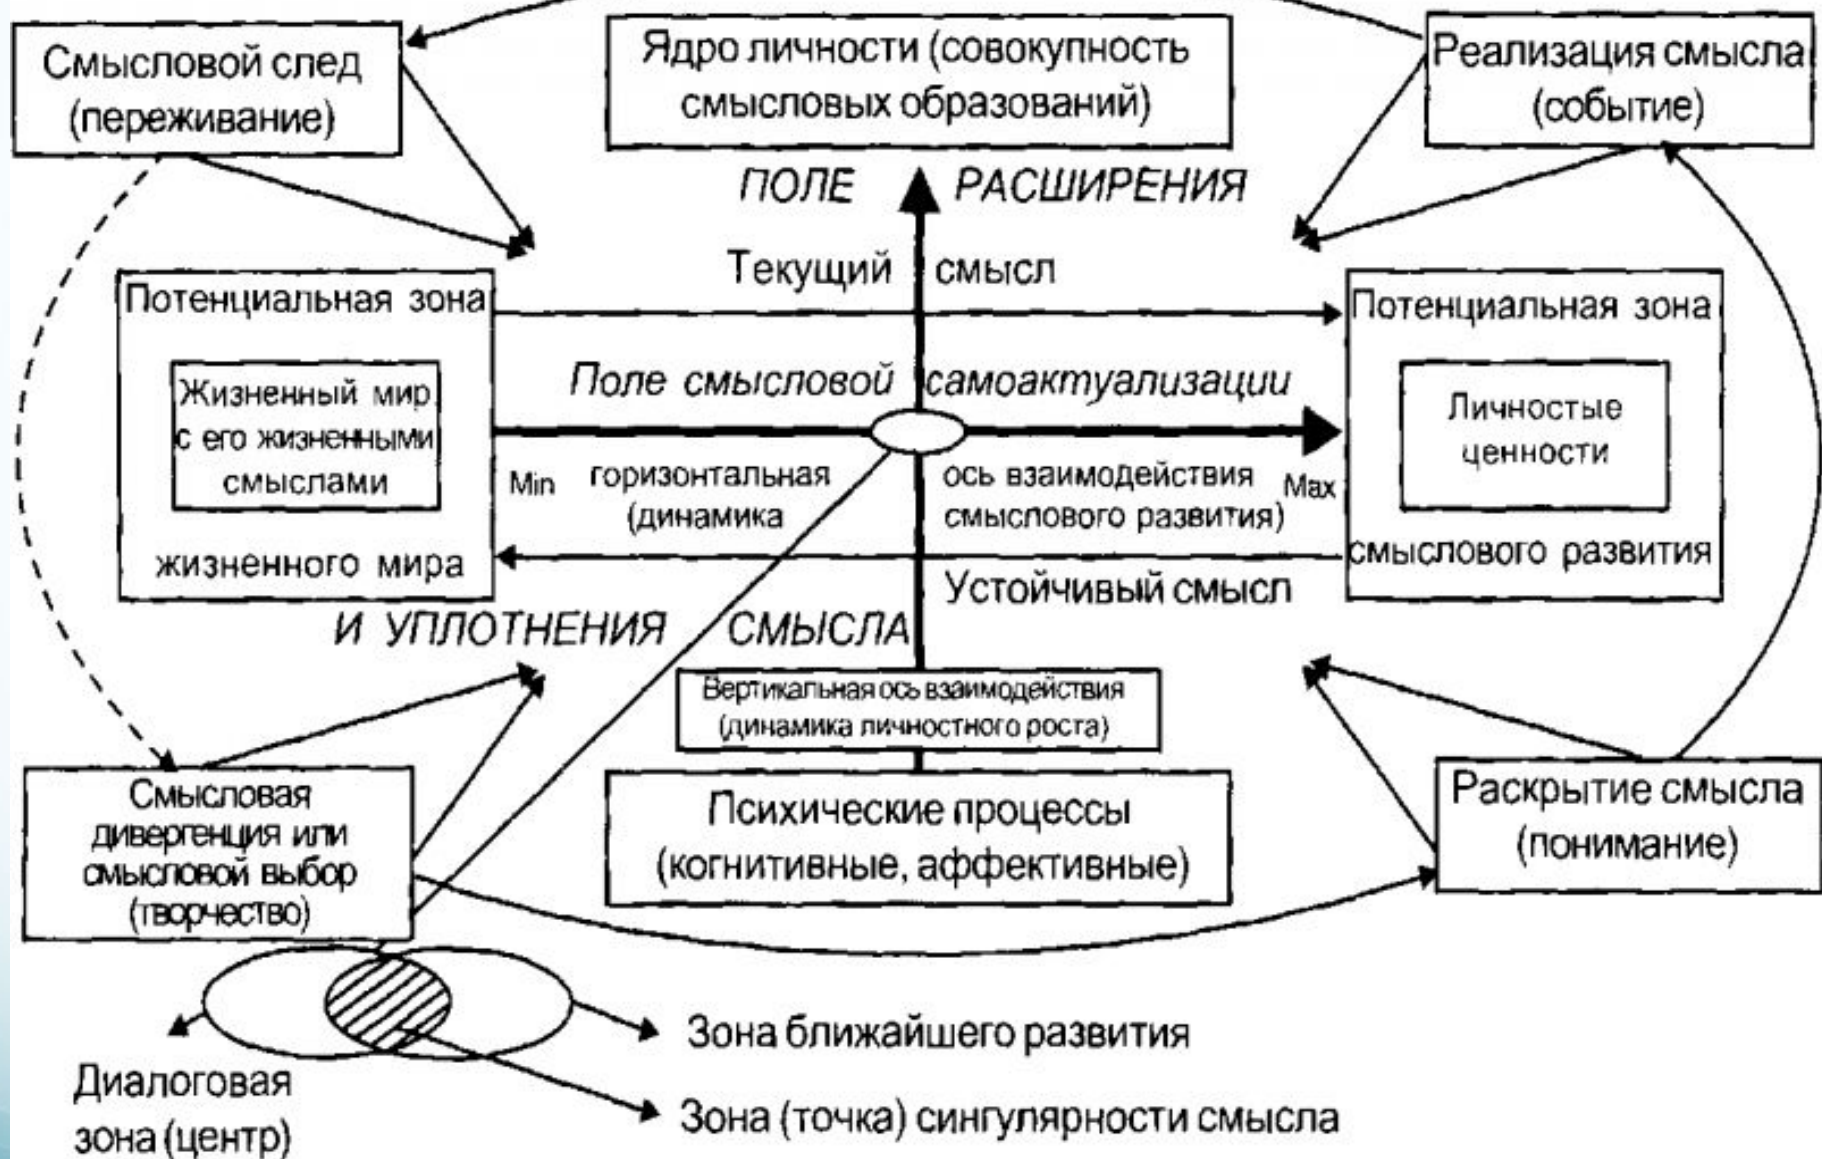 Смысловой след
(переживание)
Ядро личности (совокупность
смысловых образований)
Реализация смысла
(событие)
ПОЛЕ РАСШИРЕНИЯ
Текущий смысл
Потенциальная зона
Жизненный мир
с его жизненными
смыслами
жизненного мира
Поле смысловой самоактуализации
Min горизонтальная ось взаимодействия Max
(динамика смыслового развития)
Устойчивый смысл
Потенциальная зона
Личностые
ценности
смыслового развития
И УПЛОТНЕНИЯ СМЫСЛА
Вертикальная ось взаимодействия
(динамика личностного роста)
Смысловая
дивергенция или
смысловой выбор
(творчество)
Психические процессы
(когнитивные, аффективные)
Раскрытие смысла
(понимание)
Зона ближайшего развития
Диалоговая
зона (центр)
Зона (точка) сингулярности смысла